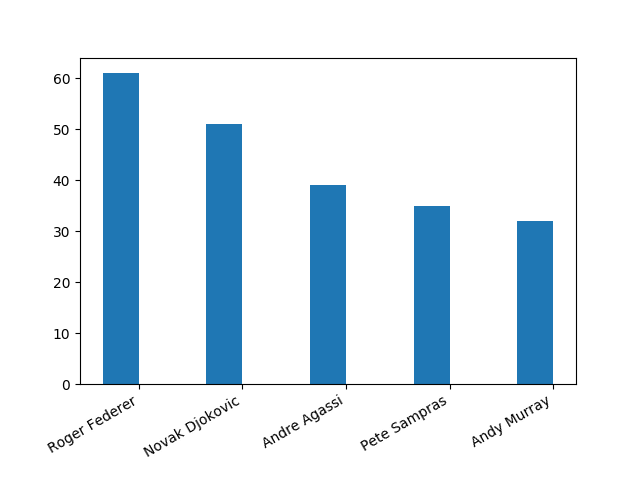 60
50
40
30
20
10
0
Roger Federer
Novak Djokovic
Andre Agassi
Pete Sampras
Andy Murray